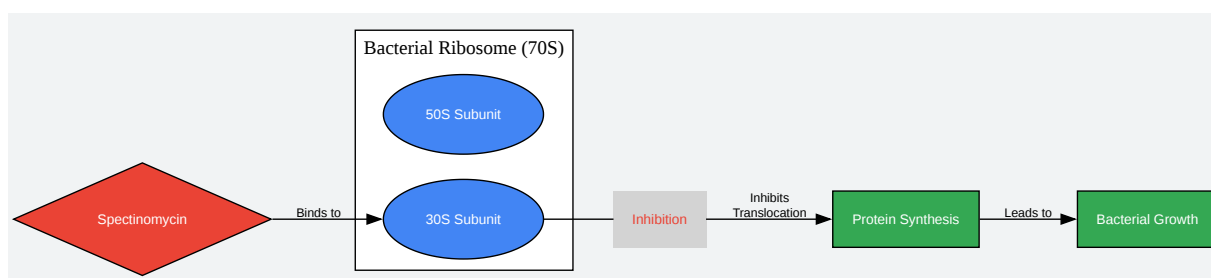 Bacterial Ribosome (70S)
50S Subunit
Spectinomycin
Binds to
30S Subunit
Inhibition
Inhibits
Translocation
Protein Synthesis
Leads to
Bacterial Growth